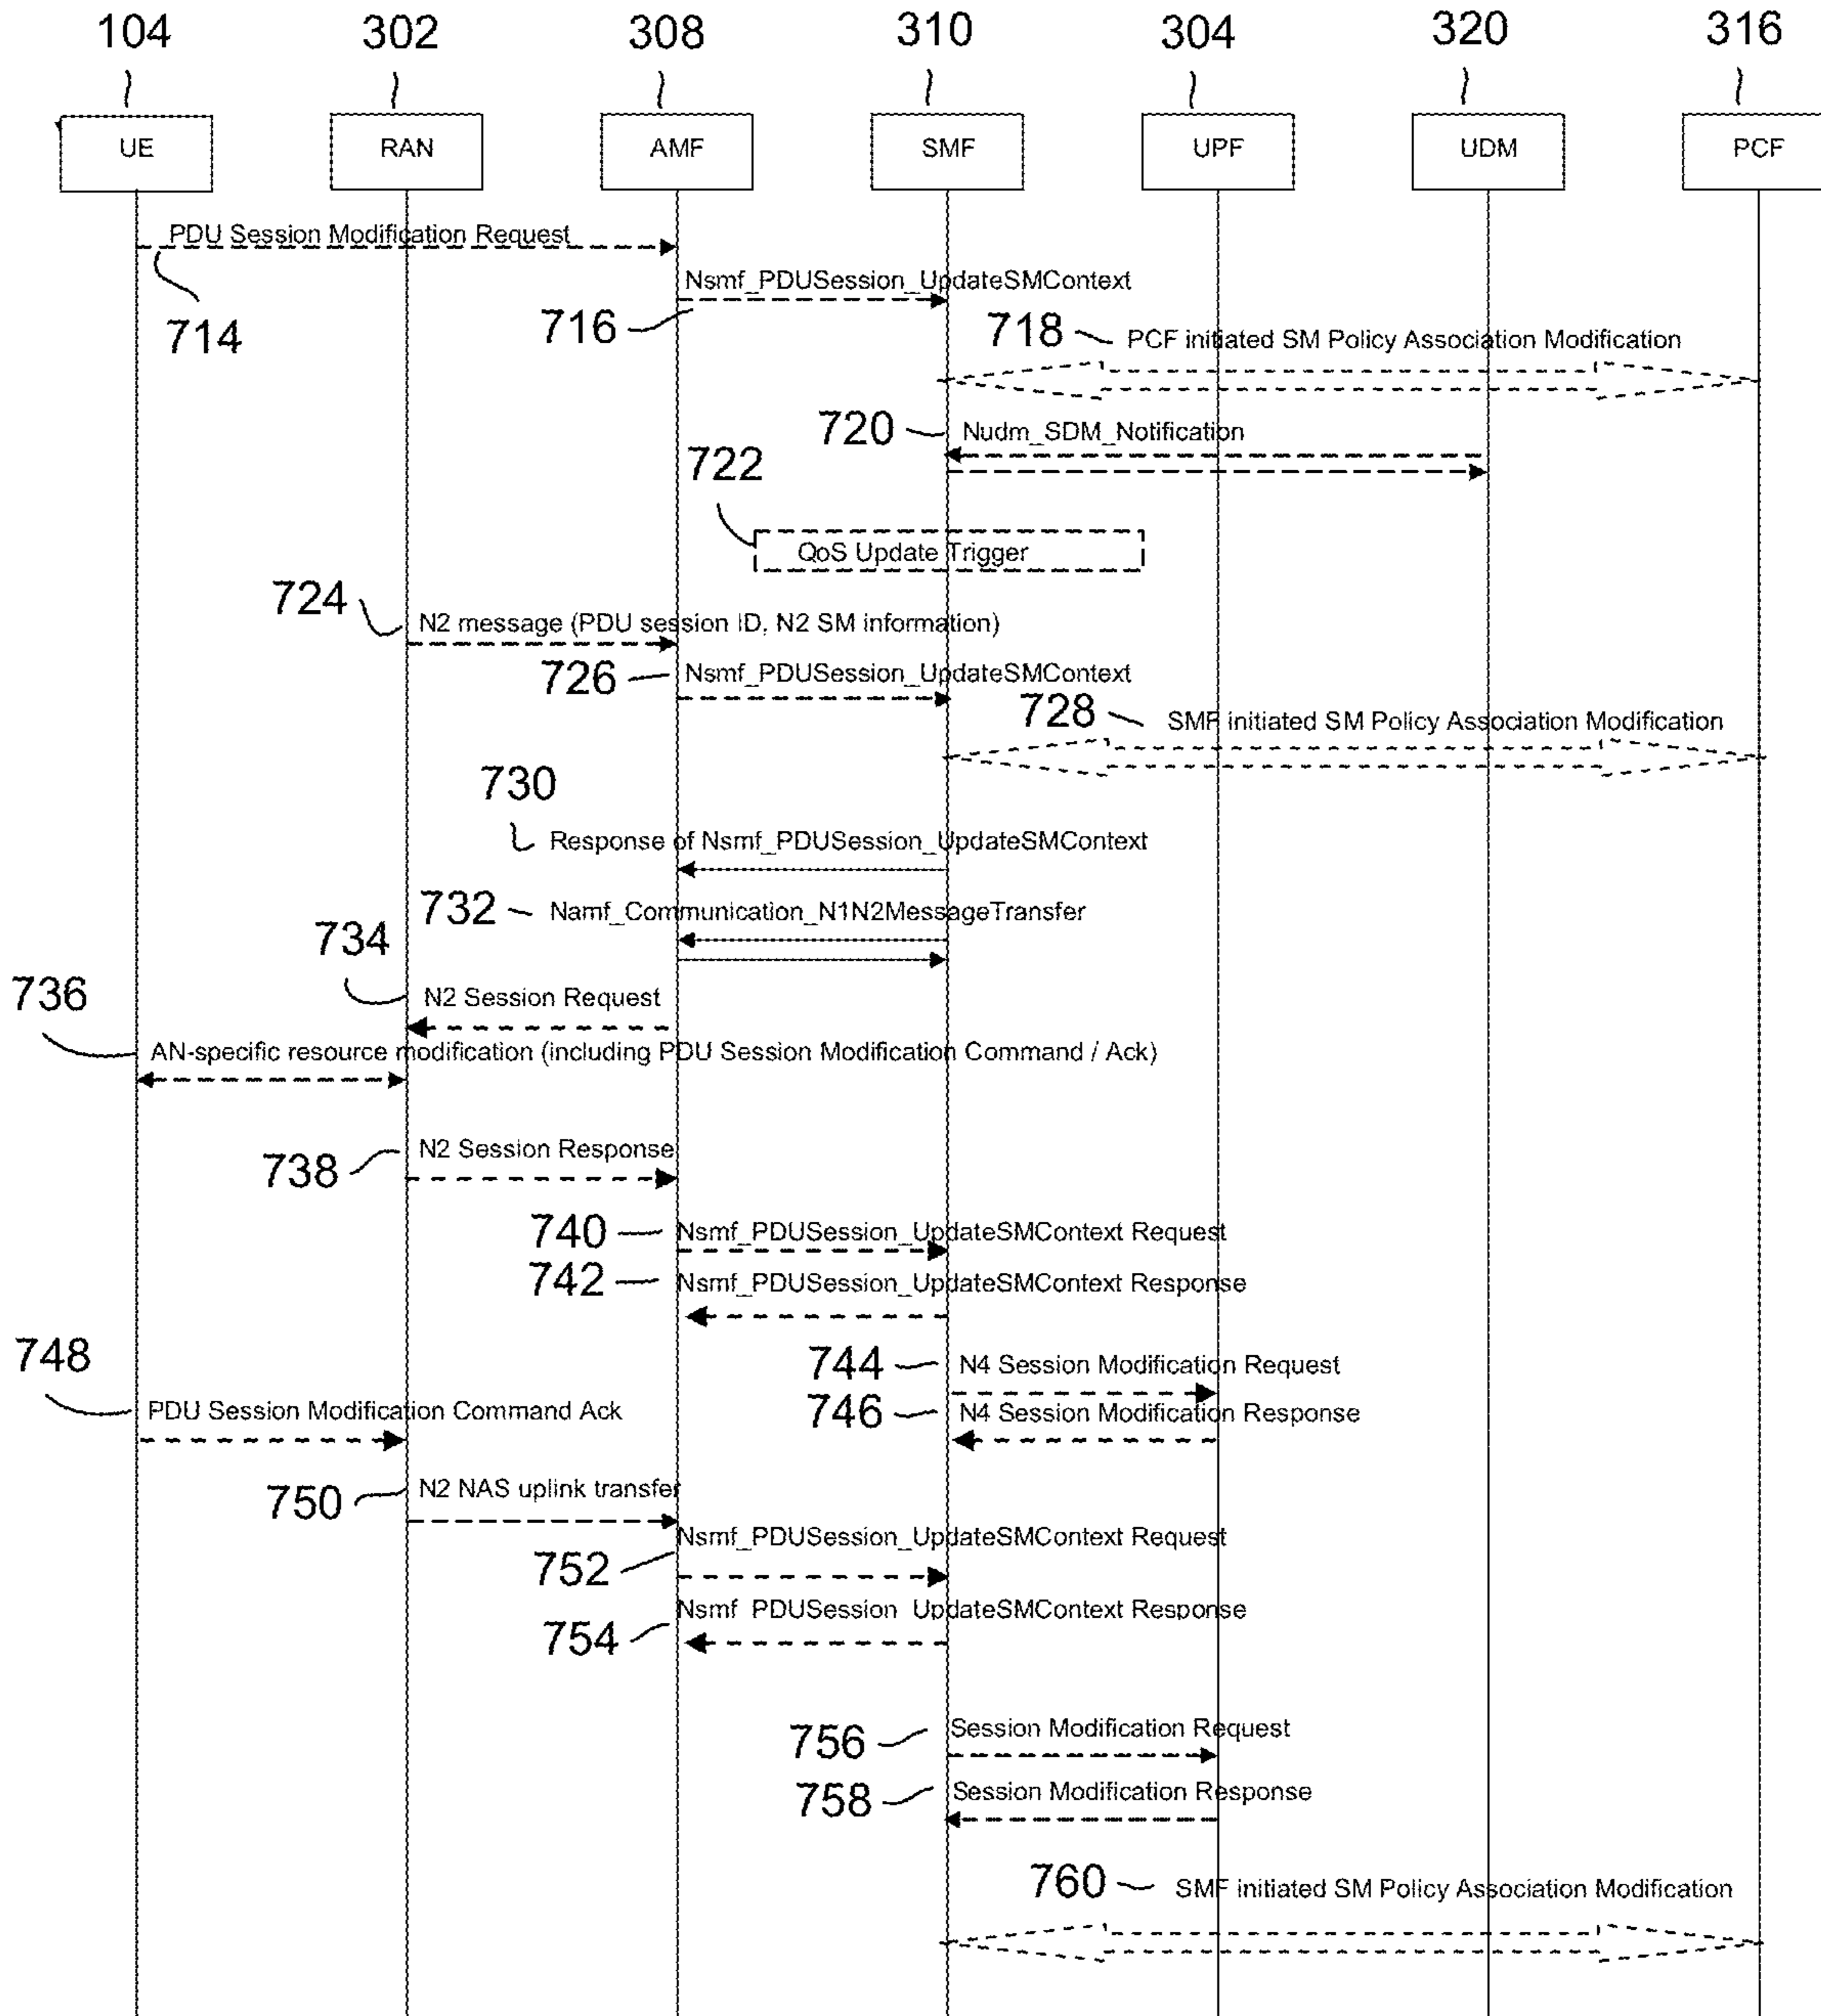 104 302 308 310 304 320 316
UE RAN AMF SMF UPF UDM PCF
PDU Session Modification Request
714
Nsmf_PDUSession_UpdateSMContext
716
718 PCF initiated SM Policy Association Modification
720 Nudm_SDM_Notification
722
QoS Update Trigger
724 N2 message (PDU session ID, N2 SM information)
726 Nsmf_PDUSession_UpdateSMContext
728 SMF initiated SM Policy Association Modification
730
Response of Nsmf_PDUSession_UpdateSMContext
732 Namf_Communication_N1N2MessageTransfer
734
N2 Session Request
736
AN-specific resource modification (including PDU Session Modification Command / Ack)
N2 Session Response
738
740 Nsmf_PDUSession_UpdateSMContext Request
742 Nsmf_PDUSession_UpdateSMContext Response
748
744 N4 Session Modification Request
746 N4 Session Modification Response
PDU Session Modification Command Ack
750 N2 NAS uplink transfer
Nsmf_PDUSession_UpdateSMContext Request
752
Nsmf_PDUSession_UpdateSMContext Response
754
756 Session Modification Request
758 Session Modification Response
760 SMF initiated SM Policy Association Modification